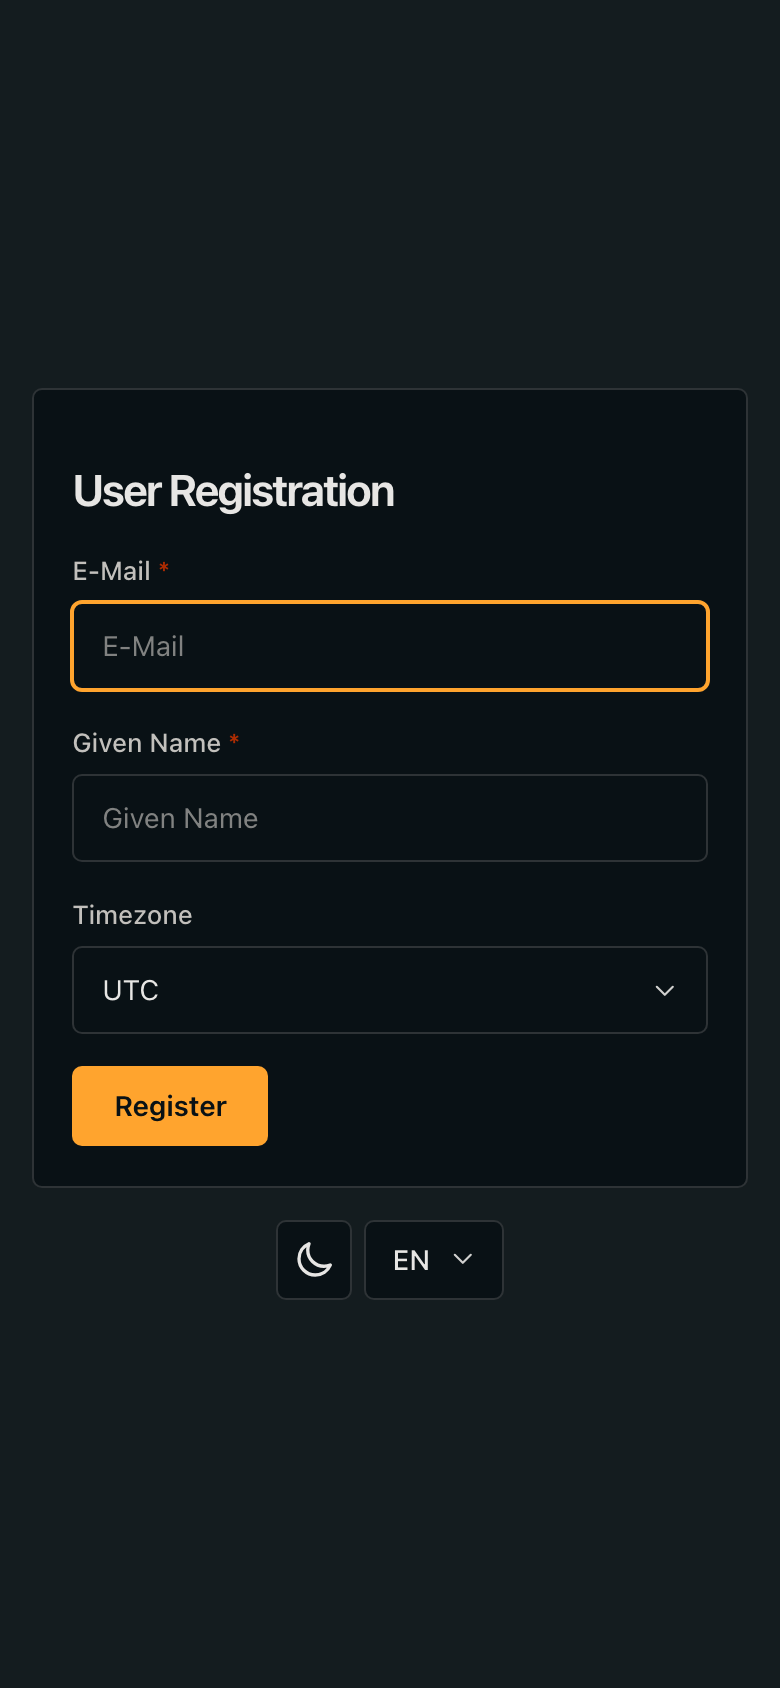 User Registration
E-Mail *
E-Mail
Given Name *
Given Name
Timezone
UTC
Register
EN